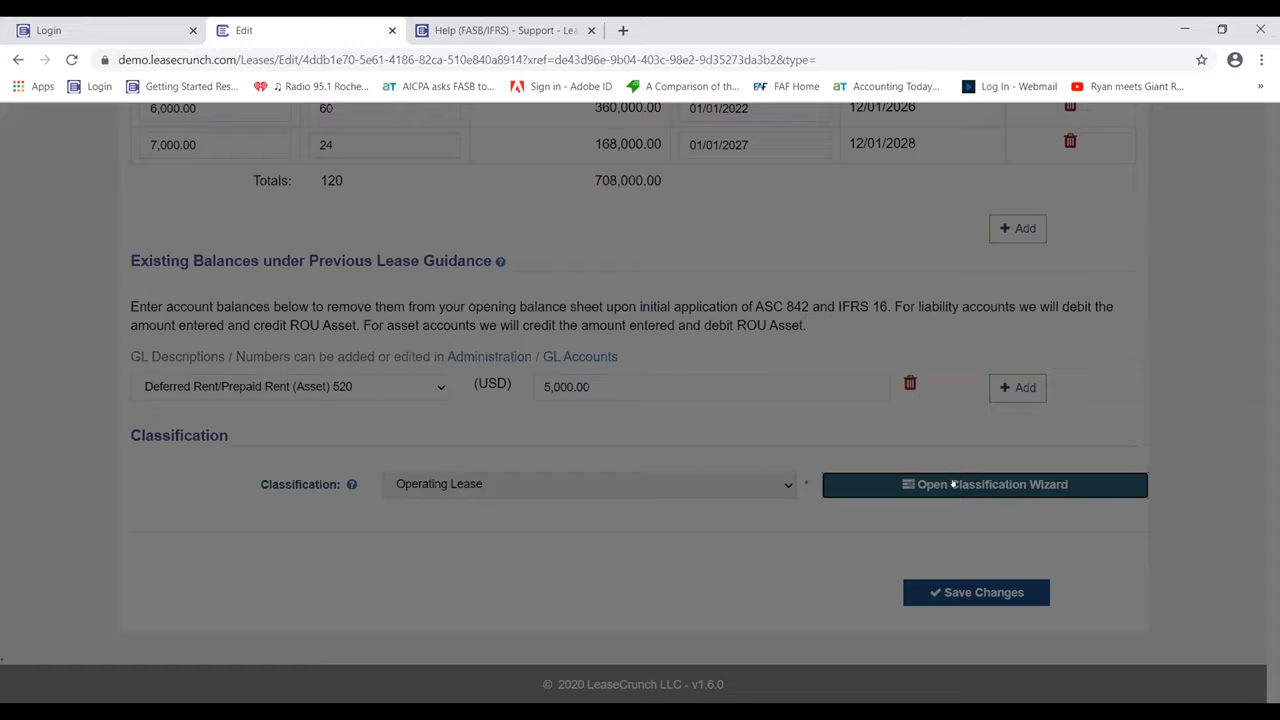 Login
Edit
Help (FASB/IFRS) - Support - Lea
demo.leasecrunch.com/Leases/Edit/4ddb1e70-5e61-4186-82ca-510e840a8914?xref=de43d96e-9b04-403c-98e2-9d35273da3b2&type=
Apps Login Getting Started Res... ♫ Radio 95.1 Roche... AICPA asks FASB to... Sign in - Adobe ID A Comparison of th... FAF Home Accounting Today... Log In - Webmail Ryan meets Giant R... »
6,000.00 60 360,000.00 01/01/2022 12/01/2026
7,000.00 24 168,000.00 01/01/2027 12/01/2028
Totals: 120 708,000.00
+ Add
Existing Balances under Previous Lease Guidance
Enter account balances below to remove them from your opening balance sheet upon initial application of ASC 842 and IFRS 16. For liability accounts we will debit the
amount entered and credit ROU Asset. For asset accounts we will credit the amount entered and debit ROU Asset.
GL Descriptions / Numbers can be added or edited in Administration / GL Accounts
Deferred Rent/Prepaid Rent (Asset) 520 (USD) 5,000.00 + Add
Classification
Classification: Operating Lease * Open Classification Wizard
Save Changes
© 2020 LeaseCrunch LLC - v1.6.0